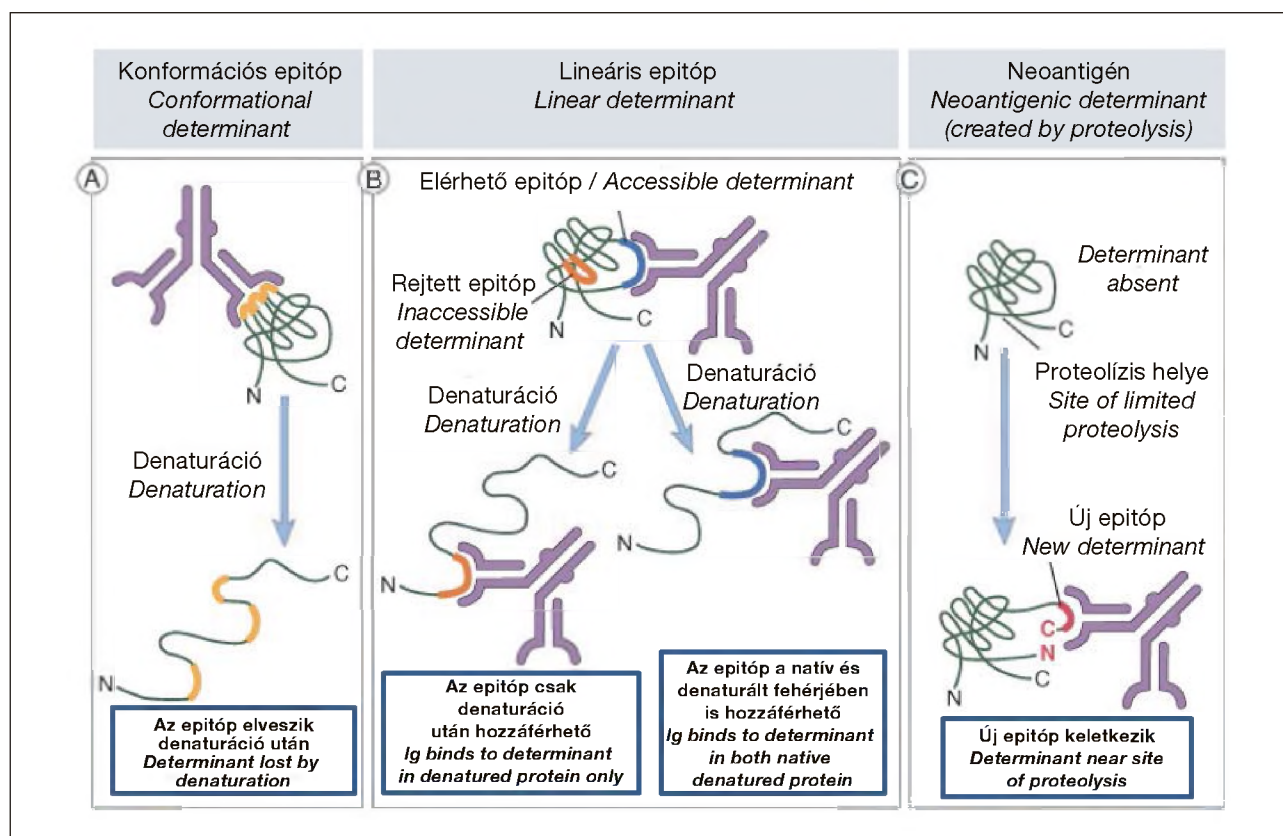 Konformációs epitóp
Conformational
determinant
Lineáris epitóp
Linear determinant
Neoantigén
Neoantigenic determinant
(created by proteolysis)
A
N
C
Denaturáció
Denaturation
N
C
Az epitóp elveszik
denaturáció után
Determinant lost by
denaturation
B
Elérhető epitóp / Accessible determinant
Rejtett epitóp
Inaccessible
determinant
N
C
Denaturáció
Denaturation
Denaturáció
Denaturation
C
N
C
N
Az epitóp csak
denaturáció
után hozzáférhető
Ig binds to determinant
in denatured protein only
Az epitóp a natív és
denaturált fehérjében
is hozzáférhető
Ig binds to determinant
in both native
denatured protein
C
Determinant
absent
N
C
Proteolízis helye
Site of limited
proteolysis
Új epitóp
New determinant
C
N
N
C
Új epitóp keletkezik
Determinant near site
of proteolysis